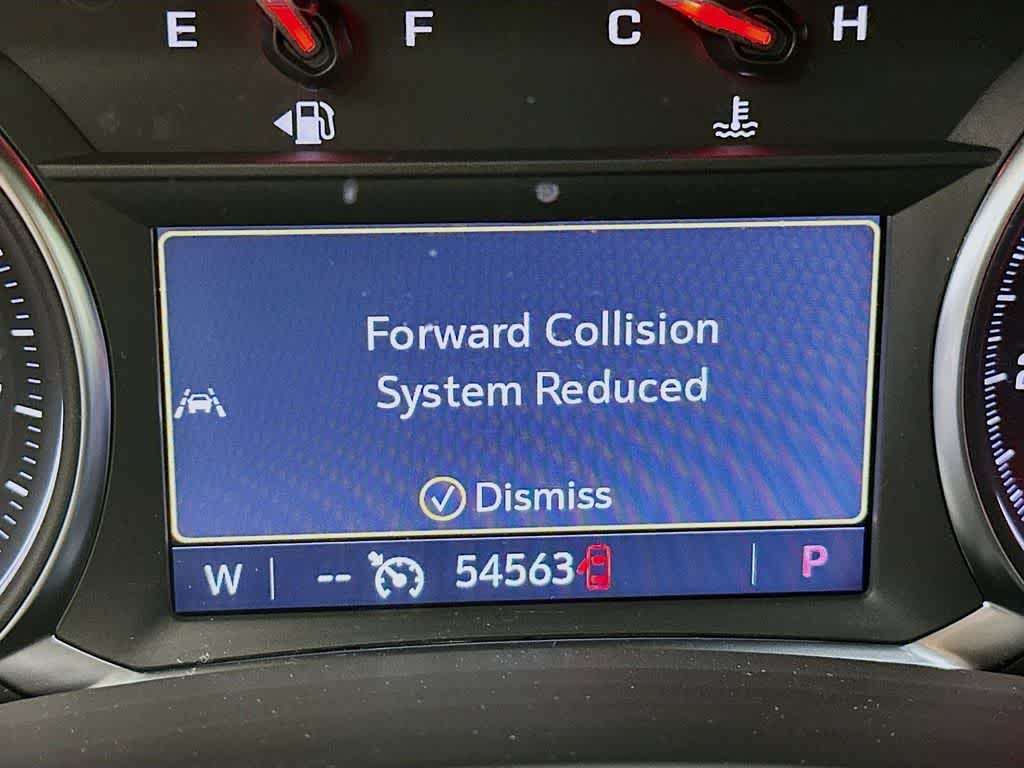 E F C H
Forward Collision
System Reduced
Dismiss
W -- 54563 P